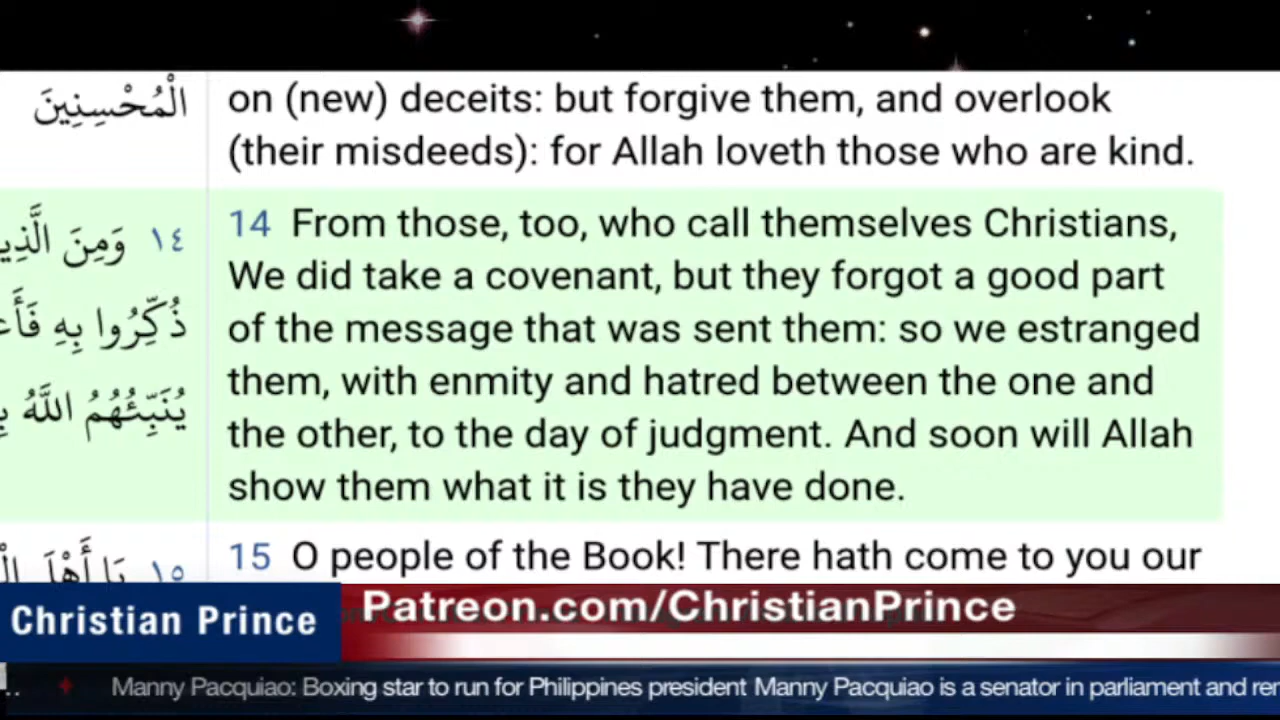 الْمُحْسِنِينَ
on (new) deceits: but forgive them, and overlook
(their misdeeds): for Allah loveth those who are kind.
١٤ وَمِنَ
ذُكِّرُوا بِهِ
يُنَبِّئُهُمُ اللَّهُ
14 From those, too, who call themselves Christians,
We did take a covenant, but they forgot a good part
of the message that was sent them: so we estranged
them, with enmity and hatred between the one and
the other, to the day of judgment. And soon will Allah
show them what it is they have done.
١٥ يَا أَهْلَ
15 O people of the Book! There hath come to you our
Christian Prince
Patreon.com/ChristianPrince
.. Manny Pacquiao: Boxing star to run for Philippines president Manny Pacquiao is a senator in parliament and